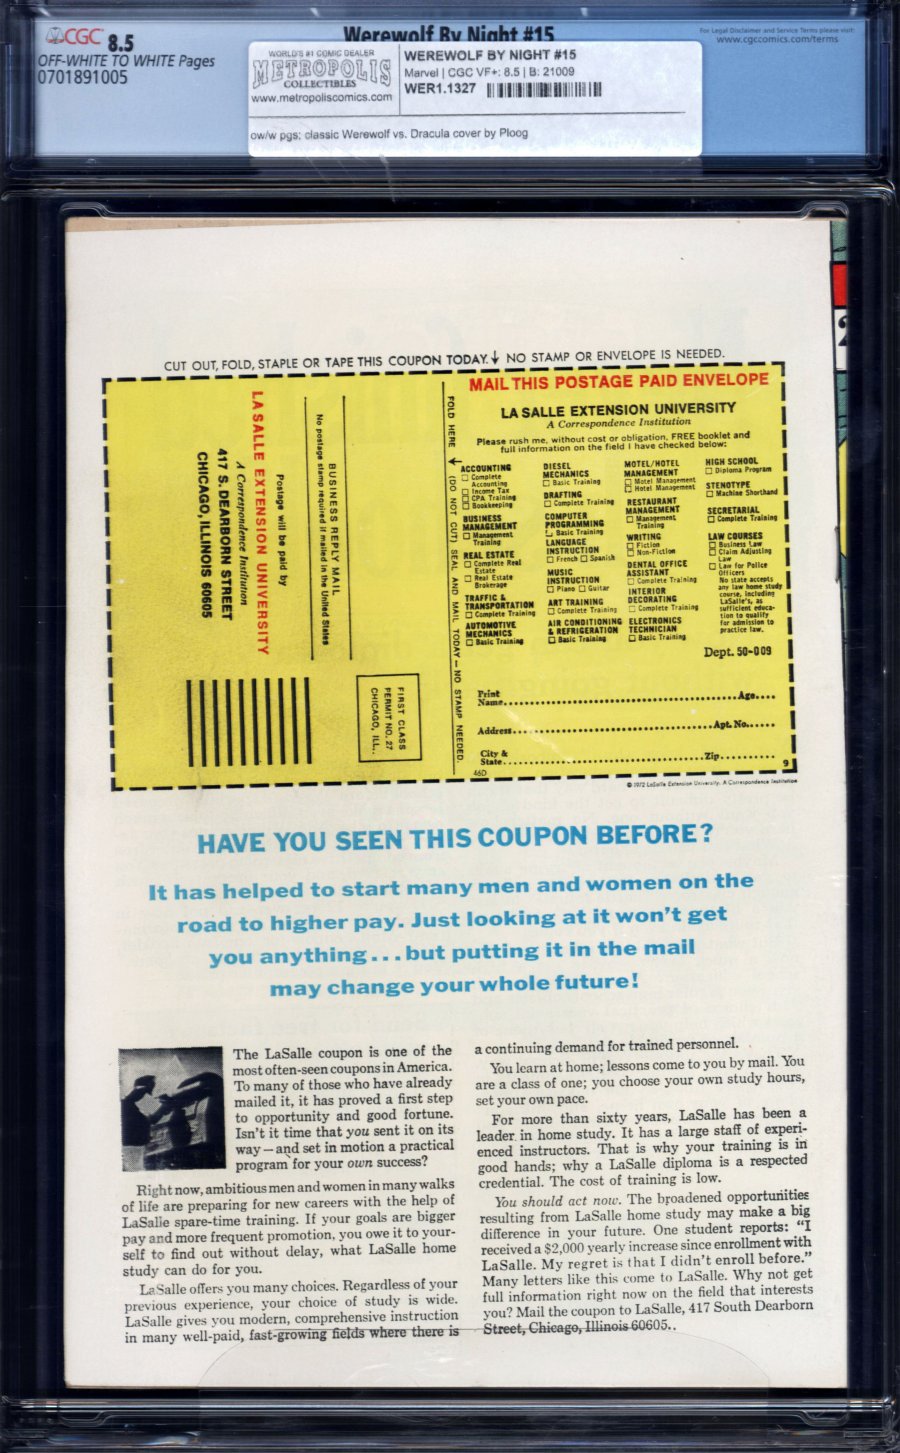 CGC 8.5
OFF-WHITE TO WHITE Pages
0701891005
Werewolf By Night #15
For Legal Disclaimer and Service Terms please visit:
www.cgccomics.com/terms
WORLD'S #1 COMIC DEALER
METROPOLIS
COLLECTIBLES
www.metropoliscomics.com
WEREWOLF BY NIGHT #15
Marvel | CGC VF+: 8.5 | B: 21009
WER1.1327
ow/w pgs; classic Werewolf vs. Dracula cover by Ploog
CUT OUT, FOLD, STAPLE OR TAPE THIS COUPON TODAY. ↓ NO STAMP OR ENVELOPE IS NEEDED.
Postage will be paid by
LA SALLE EXTENSION UNIVERSITY
A Correspondence Institution
417 S. DEARBORN STREET
CHICAGO, ILLINOIS 60605
BUSINESS REPLY MAIL
No postage stamp required if mailed in the United States
FIRST CLASS
PERMIT NO. 27
CHICAGO, ILL.
FOLD HERE (DO NOT CUT) SEAL AND MAIL TODAY—NO STAMP NEEDED.
MAIL THIS POSTAGE PAID ENVELOPE
LA SALLE EXTENSION UNIVERSITY
A Correspondence Institution
Please rush me, without cost or obligation, FREE booklet and
full information on the field I have checked below:
ACCOUNTING
☐ Complete
Accounting
☐ Income Tax
☐ CPA Training
☐ Bookkeeping
BUSINESS
MANAGEMENT
☐ Management
Training
REAL ESTATE
☐ Complete Real
Estate
☐ Real Estate
Brokerage
TRAFFIC &
TRANSPORTATION
☐ Complete Training
AUTOMOTIVE
MECHANICS
☐ Basic Training
DIESEL
MECHANICS
☐ Basic Training
DRAFTING
☐ Complete Training
COMPUTER
PROGRAMMING
☐ Basic Training
LANGUAGE
INSTRUCTION
☐ French ☐ Spanish
MUSIC
INSTRUCTION
☐ Piano ☐ Guitar
ART TRAINING
☐ Complete Training
AIR CONDITIONING
& REFRIGERATION
☐ Basic Training
MOTEL/HOTEL
MANAGEMENT
☐ Motel Management
☐ Hotel Management
RESTAURANT
MANAGEMENT
☐ Management
Training
WRITING
☐ Fiction
☐ Non-Fiction
DENTAL OFFICE
ASSISTANT
☐ Complete Training
INTERIOR
DECORATING
☐ Complete Training
ELECTRONICS
TECHNICIAN
☐ Basic Training
HIGH SCHOOL
☐ Diploma Program
STENOTYPE
☐ Machine Shorthand
SECRETARIAL
☐ Complete Training
LAW COURSES
☐ Business Law
☐ Claim Adjusting
Law
☐ Law for Police
Officers
No state accepts
any law home study
course, including
LaSalle's, as
sufficient educa-
tion to qualify
for admission to
practice law.
Dept. 50-009
Print
Name.......... Age....
Address.......... Apt. No......
City &
State.......... Zip..........
46D
9
© 1972 LaSalle Extension University, A Correspondence Institution
HAVE YOU SEEN THIS COUPON BEFORE?
It has helped to start many men and women on the
road to higher pay. Just looking at it won't get
you anything...but putting it in the mail
may change your whole future!
The LaSalle coupon is one of the
most often-seen coupons in America.
To many of those who have already
mailed it, it has proved a first step
to opportunity and good fortune.
Isn't it time that you sent it on its
way—and set in motion a practical
program for your own success?
Right now, ambitious men and women in many walks
of life are preparing for new careers with the help of
LaSalle spare-time training. If your goals are bigger
pay and more frequent promotion, you owe it to your-
self to find out without delay, what LaSalle home
study can do for you.
LaSalle offers you many choices. Regardless of your
previous experience, your choice of study is wide.
LaSalle gives you modern, comprehensive instruction
in many well-paid, fast-growing fields where there is
a continuing demand for trained personnel.
You learn at home; lessons come to you by mail. You
are a class of one; you choose your own study hours,
set your own pace.
For more than sixty years, LaSalle has been a
leader in home study. It has a large staff of experi-
enced instructors. That is why your training is in
good hands; why a LaSalle diploma is a respected
credential. The cost of training is low.
You should act now. The broadened opportunities
resulting from LaSalle home study may make a big
difference in your future. One student reports: "I
received a $2,000 yearly increase since enrollment with
LaSalle. My regret is that I didn't enroll before."
Many letters like this come to LaSalle. Why not get
full information right now on the field that interests
you? Mail the coupon to LaSalle, 417 South Dearborn
Street, Chicago, Illinois 60605..